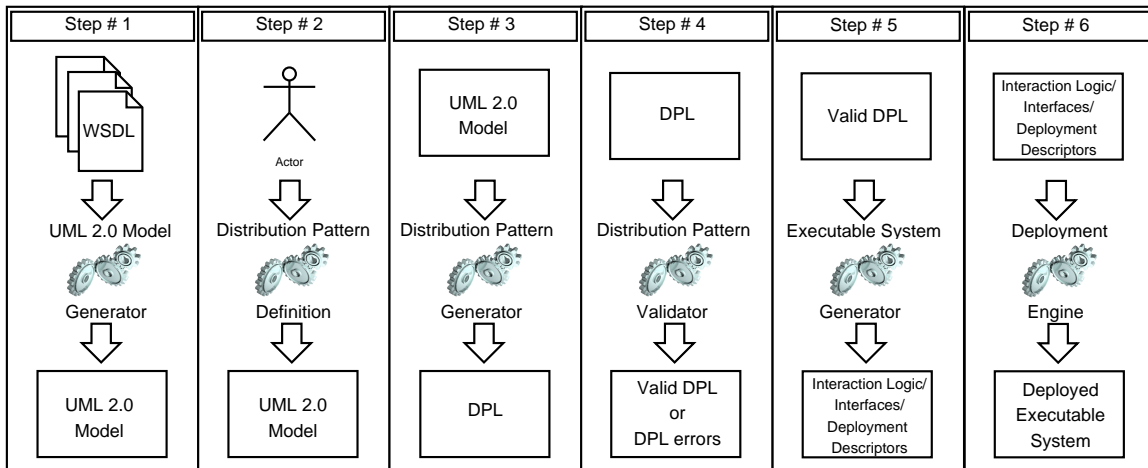 Step # 1
WSDL
UML 2.0 Model
Generator
UML 2.0
Model
Step # 2
Actor
Distribution Pattern
Definition
UML 2.0
Model
Step # 3
UML 2.0
Model
Distribution Pattern
Generator
DPL
Step # 4
DPL
Distribution Pattern
Validator
Valid DPL
or
DPL errors
Step # 5
Valid DPL
Executable System
Generator
Interaction Logic/
Interfaces/
Deployment
Descriptors
Step # 6
Interaction Logic/
Interfaces/
Deployment
Descriptors
Deployment
Engine
Deployed
Executable
System